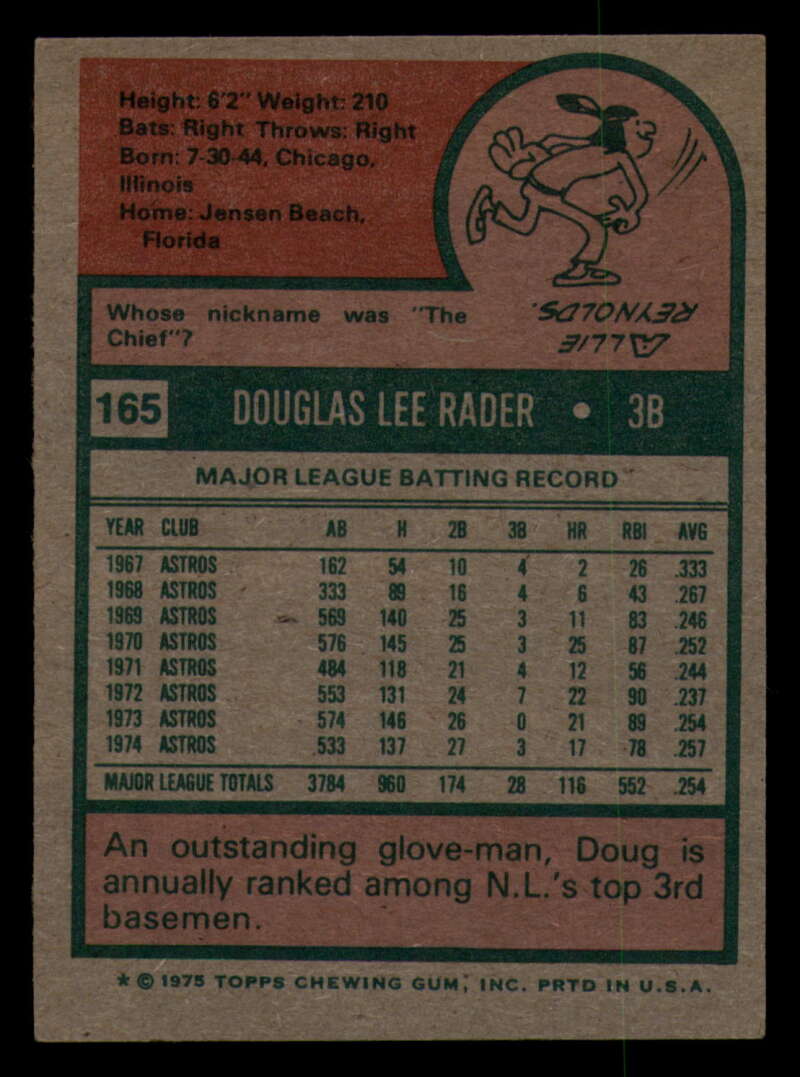 Height: 6'2" Weight: 210
Bats: Right Throws: Right
Born: 7-30-44, Chicago,
Illinois
Home: Jensen Beach,
Florida
Whose nickname was "The
Chief"?
ALLIE
REYNOLDS.
165 DOUGLAS LEE RADER • 3B
MAJOR LEAGUE BATTING RECORD
YEAR CLUB AB H 2B 3B HR RBI AVG
1967 ASTROS 162 54 10 4 2 26 .333
1968 ASTROS 333 89 16 4 6 43 .267
1969 ASTROS 569 140 25 3 11 83 .246
1970 ASTROS 576 145 25 3 25 87 .252
1971 ASTROS 484 118 21 4 12 56 .244
1972 ASTROS 553 131 24 7 22 90 .237
1973 ASTROS 574 146 26 0 21 89 .254
1974 ASTROS 533 137 27 3 17 78 .257
MAJOR LEAGUE TOTALS 3784 960 174 28 116 552 .254
An outstanding glove-man, Doug is
annually ranked among N.L.'s top 3rd
basemen.
* © 1975 TOPPS CHEWING GUM, INC. PRTD IN U.S.A.